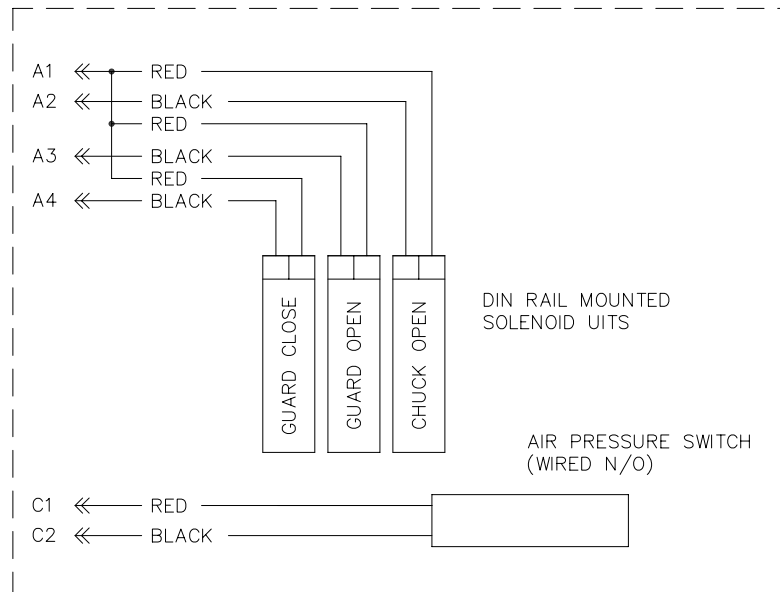 A1 RED
A2 BLACK
RED
A3 BLACK
RED
A4 BLACK
GUARD CLOSE
GUARD OPEN
CHUCK OPEN
DIN RAIL MOUNTED
SOLENOID UITS
AIR PRESSURE SWITCH
(WIRED N/O)
C1 RED
C2 BLACK